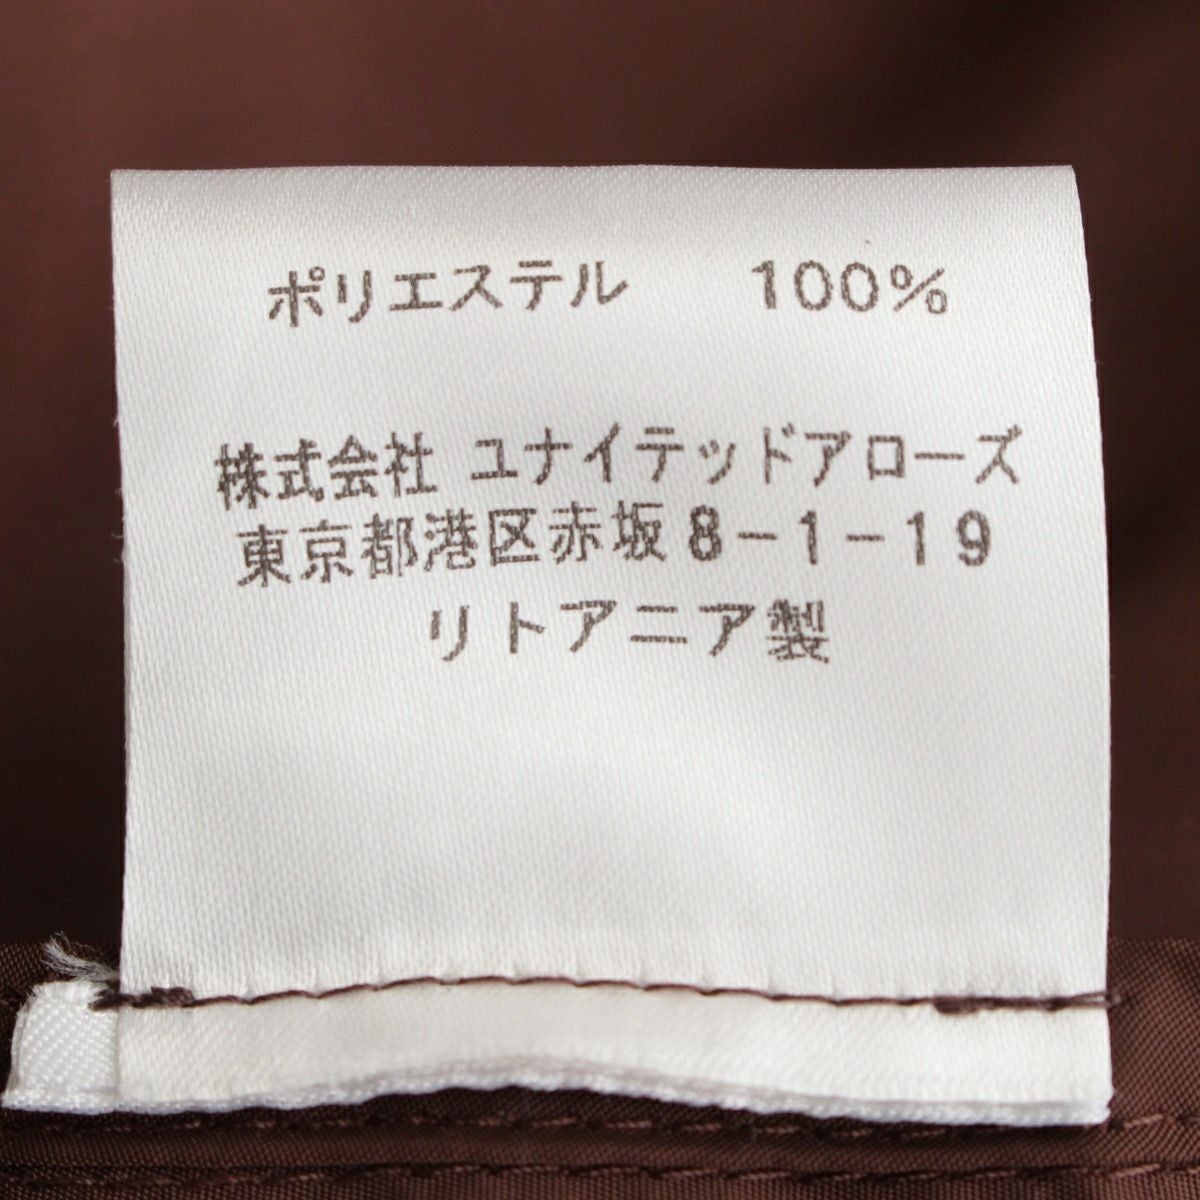 ポリエステル 100%
株式会社 ユナイテッドアローズ
東京都港区赤坂8-1-19
リトアニア製